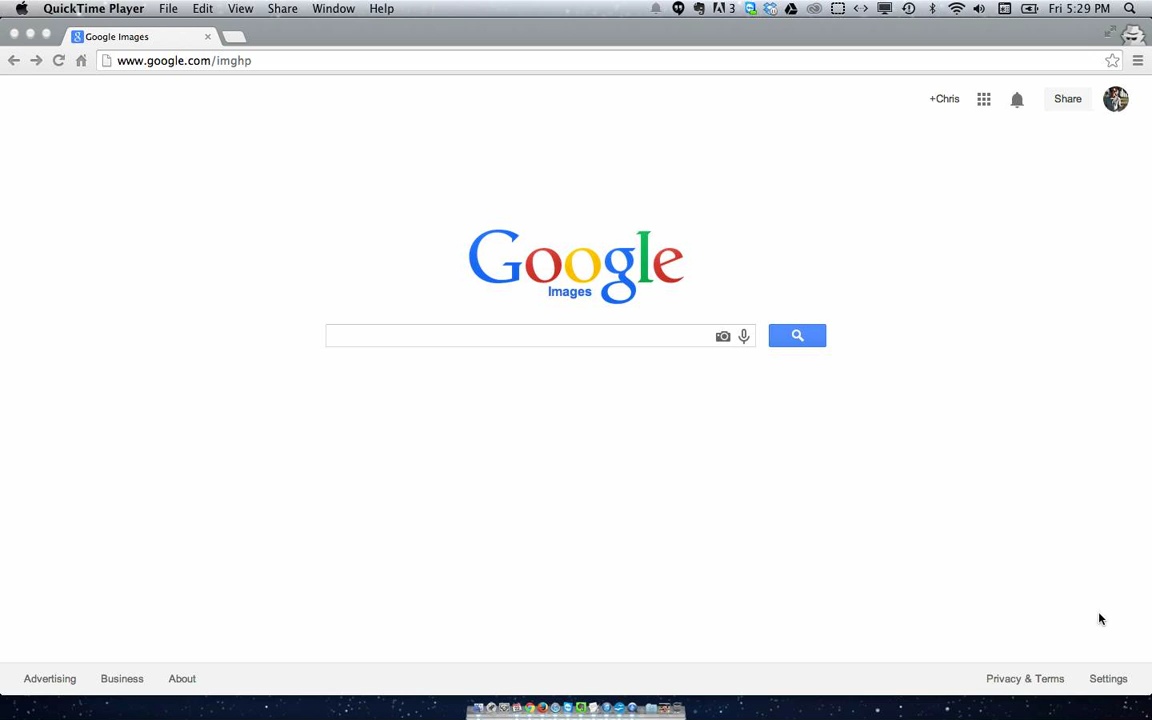 QuickTime Player File Edit View Share Window Help 3 Fri 5:29 PM
Google Images
www.google.com/imghp
+Chris Share
Google
Images
Advertising Business About Privacy & Terms Settings